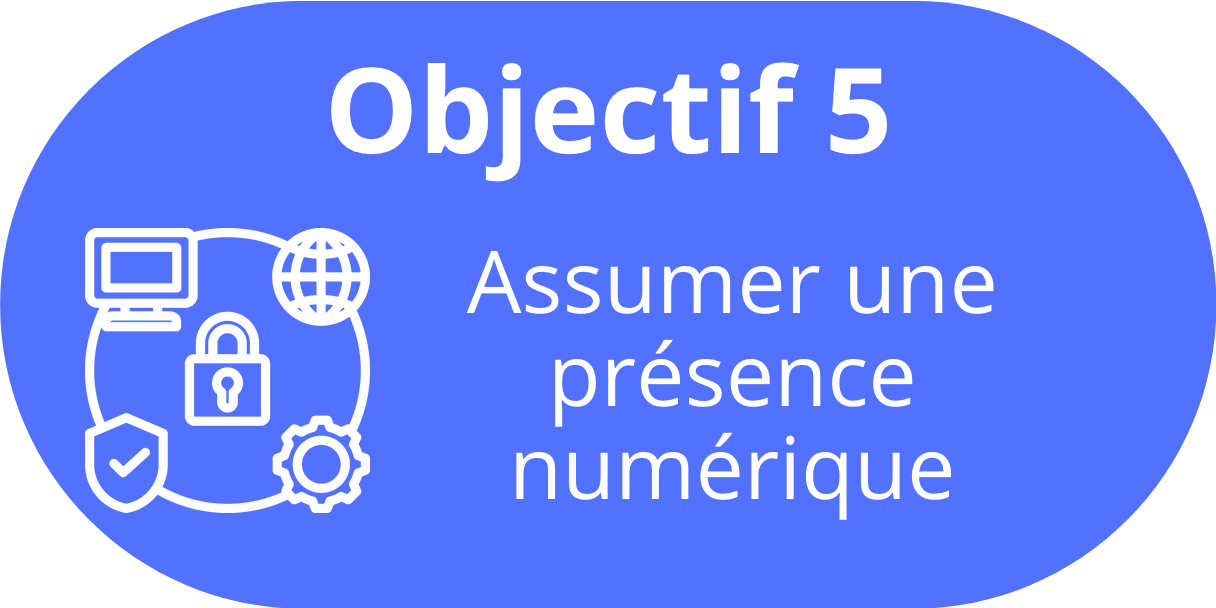 Objectif 5
Assumer une
présence
numérique